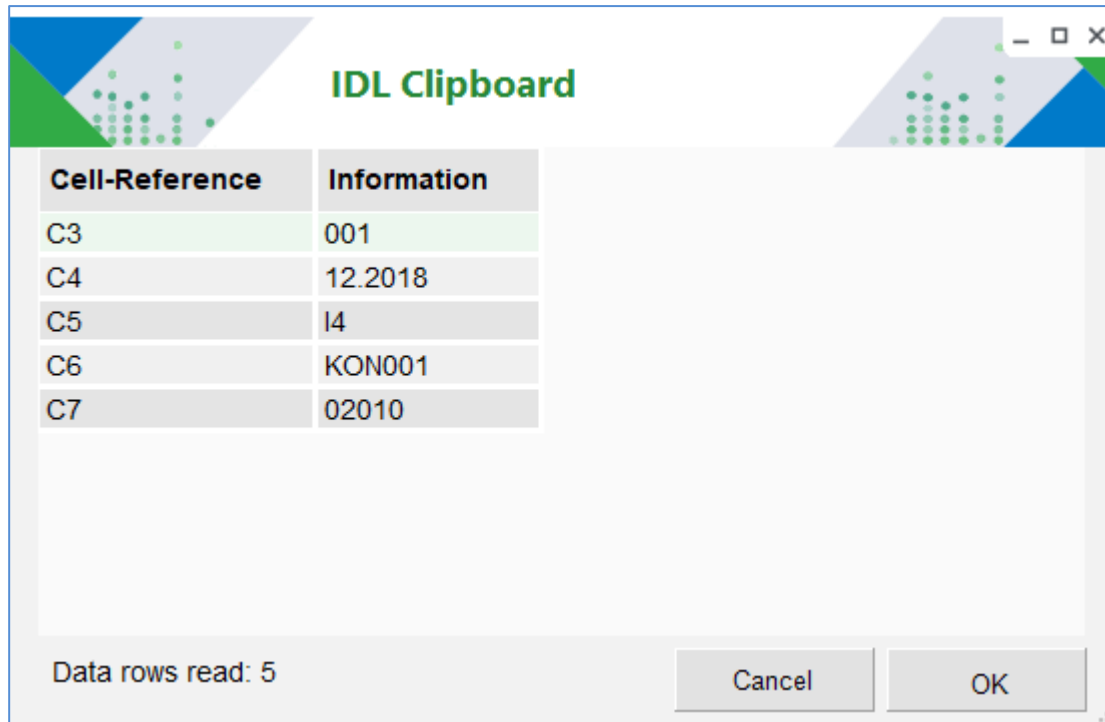 IDL Clipboard
Cell-Reference Information
C3 001
C4 12.2018
C5 I4
C6 KON001
C7 02010
Data rows read: 5
Cancel OK